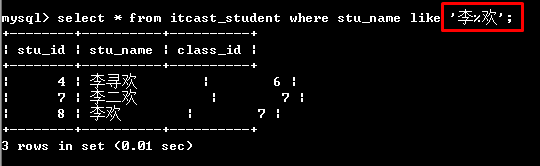 mysql> select * from itcast_student where stu_name like '李%欢';
+--------+----------+----------+
| stu_id | stu_name | class_id |
+--------+----------+----------+
| 4 | 李寻欢 | 6 |
| 7 | 李二欢 | 7 |
| 8 | 李欢 | 7 |
+--------+----------+----------+
3 rows in set (0.01 sec)